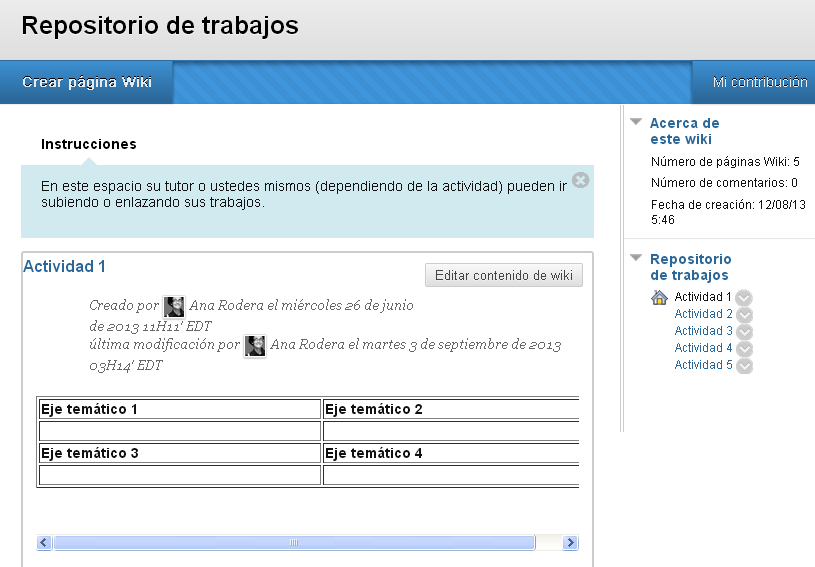 Repositorio de trabajos
Crear página Wiki
Mi contribución
Instrucciones
En este espacio su tutor o ustedes mismos (dependiendo de la actividad) pueden ir
subiendo o enlazando sus trabajos.
Actividad 1
Editar contenido de wiki
Creado por Ana Rodera el miércoles 26 de junio
de 2013 11H11' EDT
última modificación por Ana Rodera el martes 3 de septiembre de 2013
03H14' EDT
Eje temático 1 Eje temático 2
Eje temático 3 Eje temático 4
Acerca de
este wiki
Número de páginas Wiki: 5
Número de comentarios: 0
Fecha de creación: 12/08/13
5:46
Repositorio
de trabajos
Actividad 1
Actividad 2
Actividad 3
Actividad 4
Actividad 5